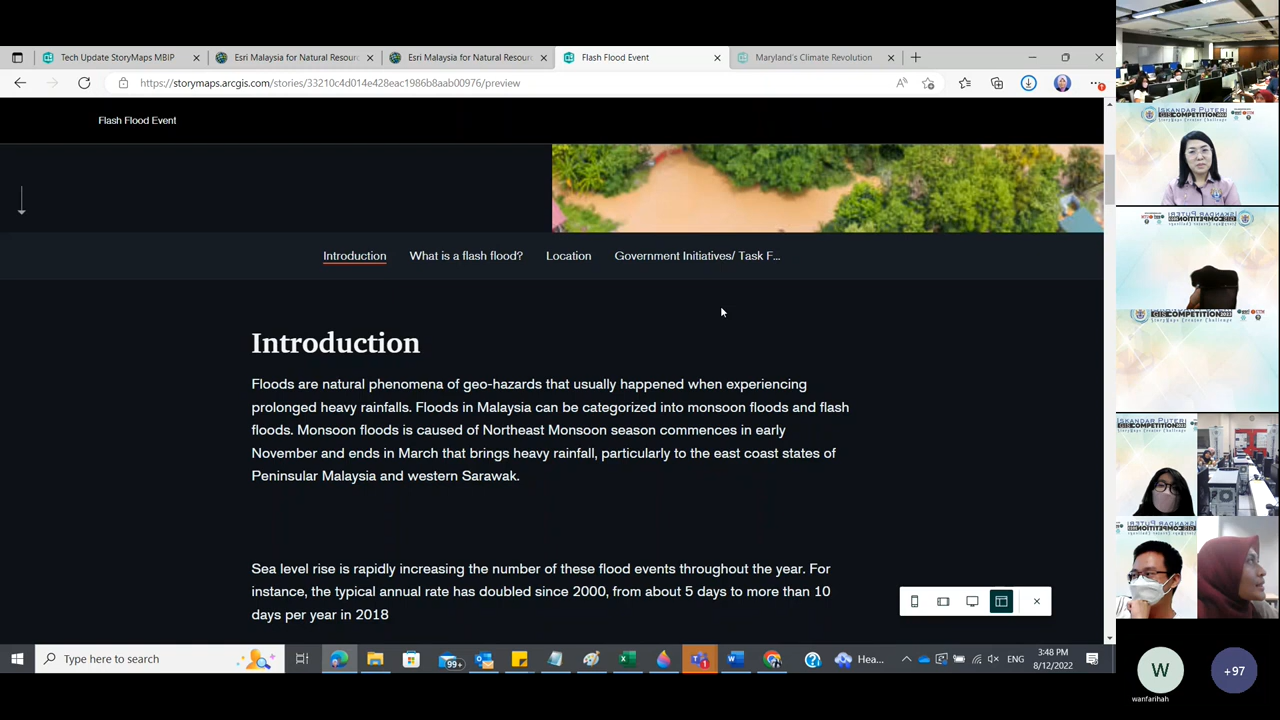 Tech Update StoryMaps MBIP
Esri Malaysia for Natural Resour
Esri Malaysia for Natural Resour
Flash Flood Event
Maryland's Climate Revolution
https://storymaps.arcgis.com/stories/33210c4d014e428eac1986b8aab00976/preview
Flash Flood Event
Introduction
What is a flash flood?
Location
Government Initiatives/ Task F...
Introduction
Floods are natural phenomena of geo-hazards that usually happened when experiencing
prolonged heavy rainfalls. Floods in Malaysia can be categorized into monsoon floods and flash
floods. Monsoon floods is because of Northeast Monsoon season commences in early
November and ends in March that brings heavy rainfall, particularly to the east coast states of
Peninsular Malaysia and western Sarawak.
Sea level rise is rapidly increasing the number of these flood events throughout the year. For
instance, the typical annual rate has doubled since 2000, from about 5 days to more than 10
days per year in 2018
Type here to search
99+
Hea...
ENG
3:48 PM
8/12/2022
ISKANDAR PUTERI
COMPETITION
W
wanfarihah
+97